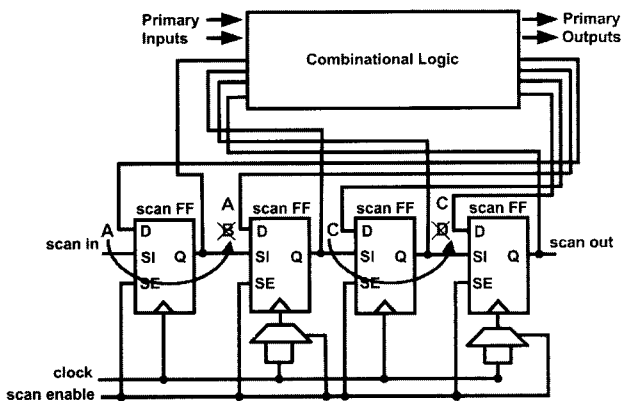 Primary
Inputs
Combinational Logic
Primary
Outputs
scan FF
A
scan FF
scan FF
C
scan FF
A
B
C
D
D
D
D
D
scan in
SI
Q
SI
Q
SI
Q
SI
Q
scan out
SE
SE
SE
SE
clock
scan enable